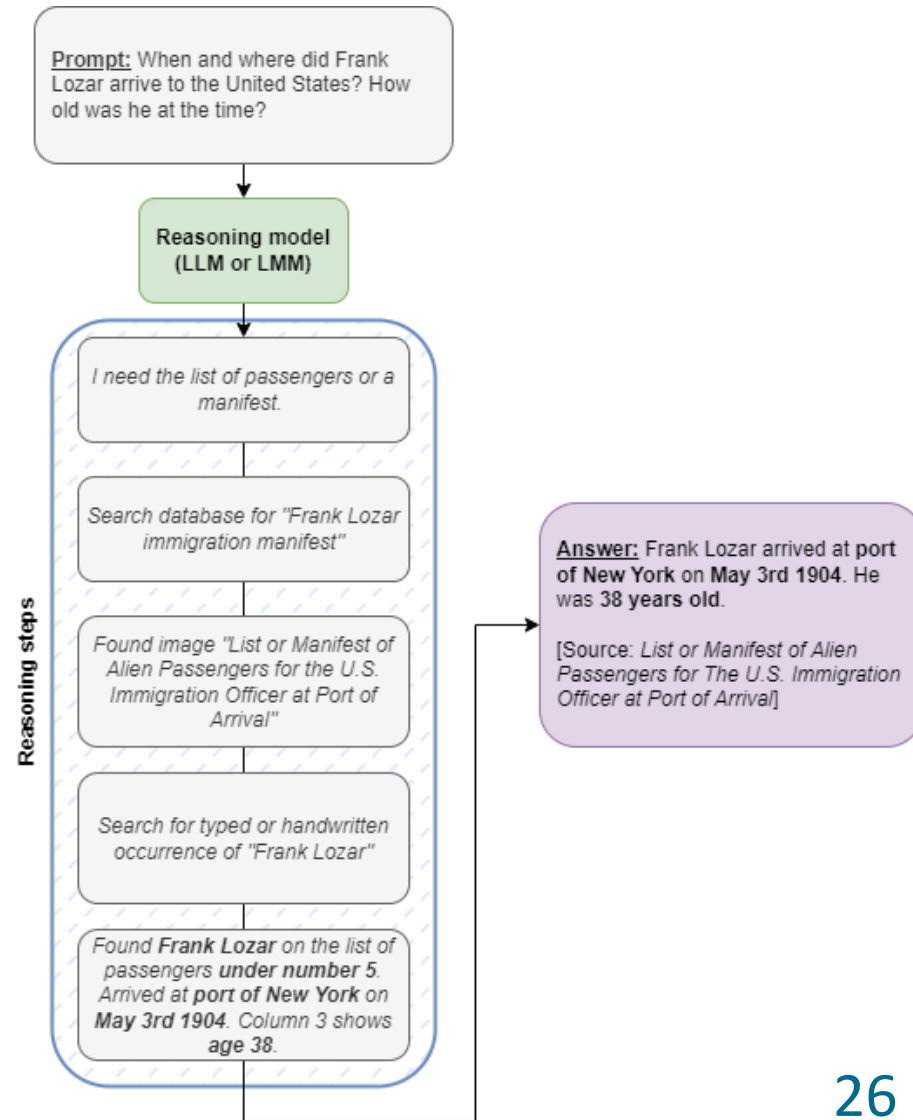 Prompt: When and where did Frank
Lozar arrive to the United States? How
old was he at the time?
Reasoning model
(LLM or LMM)
Reasoning steps
I need the list of passengers or a
manifest.
Search database for "Frank Lozar
immigration manifest"
Found image "List or Manifest of
Alien Passengers for the U.S.
Immigration Officer at Port of
Arrival"
Search for typed or handwritten
occurrence of "Frank Lozar"
Found Frank Lozar on the list of
passengers under number 5.
Arrived at port of New York on
May 3rd 1904. Column 3 shows
age 38.
Answer: Frank Lozar arrived at port
of New York on May 3rd 1904. He
was 38 years old.
[Source: List or Manifest of Alien
Passengers for The U.S. Immigration
Officer at Port of Arrival]
26